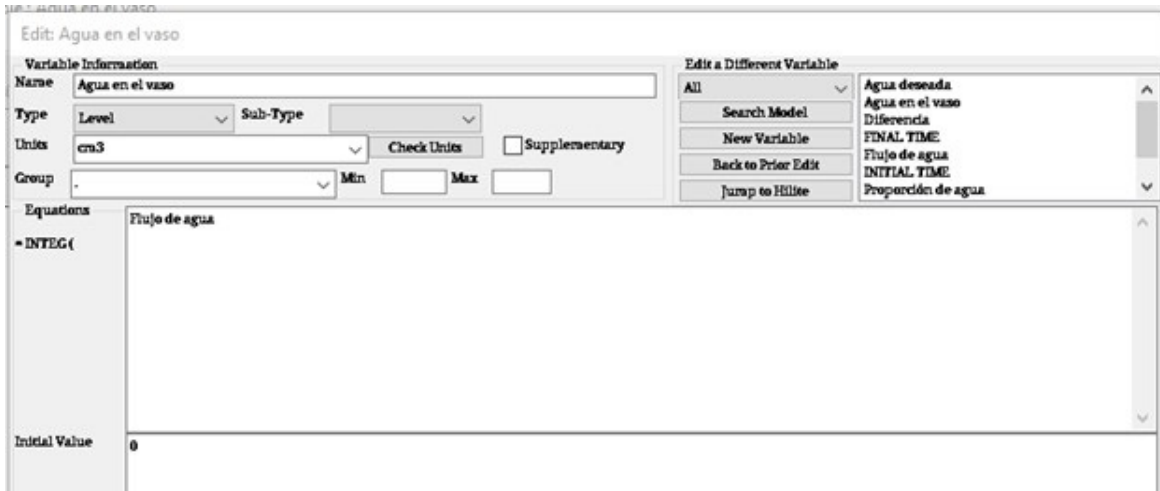 Edit: Agua en el vaso
Variable Information
Name Agua en el vaso
Type Level Sub-Type
Units cm3 Check Units Supplementary
Group . Min Max
Edit a Different Variable
All
Search Model
New Variable
Back to Prior Edit
Jump to Hilite
Agua deseada
Agua en el vaso
Diferencia
FINAL TIME
Flujo de agua
INITIAL TIME
Proporción de agua
Equations
= INTEG (
Flujo de agua
Initial Value
0